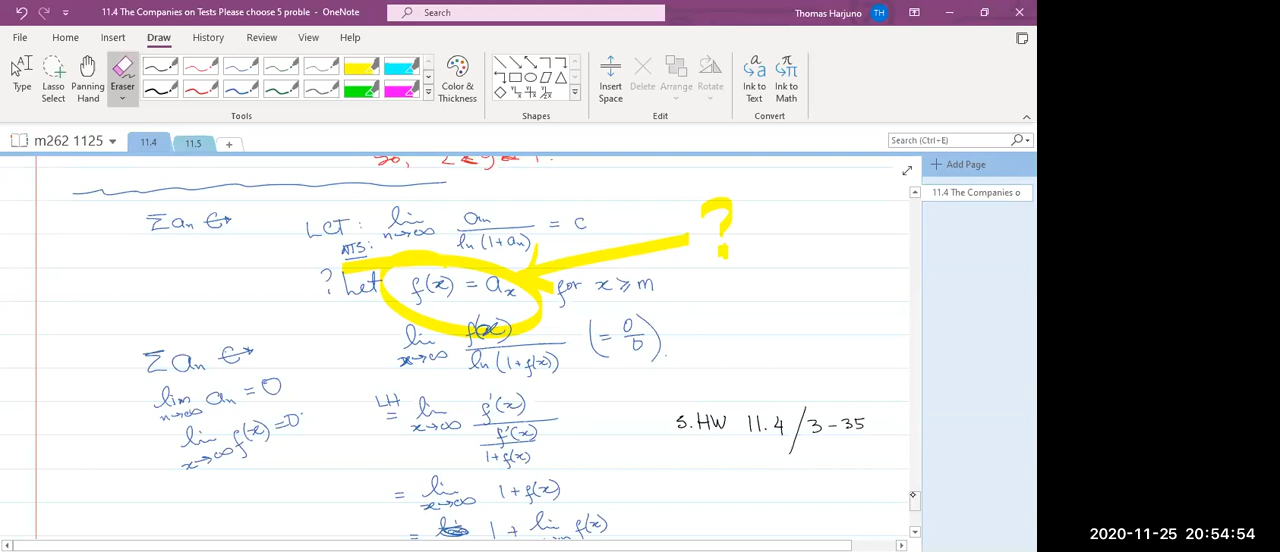 11.4 The Companies on Tests Please choose 5 proble - OneNote
Search
Thomas Harjuno TH
File Home Insert Draw History Review View Help
Type Lasso Select Panning Hand Eraser Color & Thickness Insert Space Delete Arrange Rotate Ink to Text Ink to Math
Tools Shapes Edit Convert
m262 1125 11.4 11.5 + Search (Ctrl+E)
+ Add Page
11.4 The Companies o
Σ an
LCT: lim n→∞ an / ln (1+an) = c
?
NTS:
? Let f(x) = ax for x ≥ m
lim x→∞ f(x) / ln (1+f(x)) (= 0/0).
Σ an
lim n→∞ an = 0
lim x→∞ f(x) = 0
LH = lim x→∞ f'(x) / (f'(x) / 1+f(x))
S.HW 11.4 / 3-35
= lim x→∞ 1+f(x)
= 1 + lim f(x)
2020-11-25 20:54:54